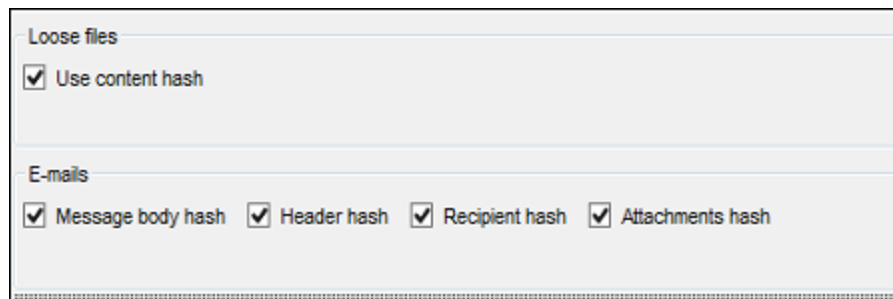 Loose files
Use content hash
E-mails
Message body hash Header hash Recipient hash Attachments hash